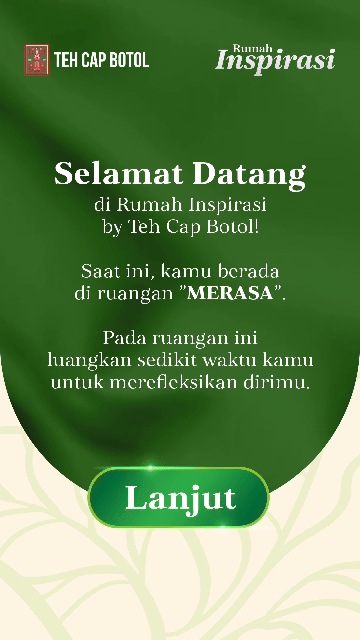 TEH CAP BOTOL
Rumah
Inspirasi
Selamat Datang
di Rumah Inspirasi
by Teh Cap Botol!
Saat ini, kamu berada
di ruangan "MERASA".
Pada ruangan ini
luangkan sedikit waktu kamu
untuk merefleksikan dirimu.
Lanjut